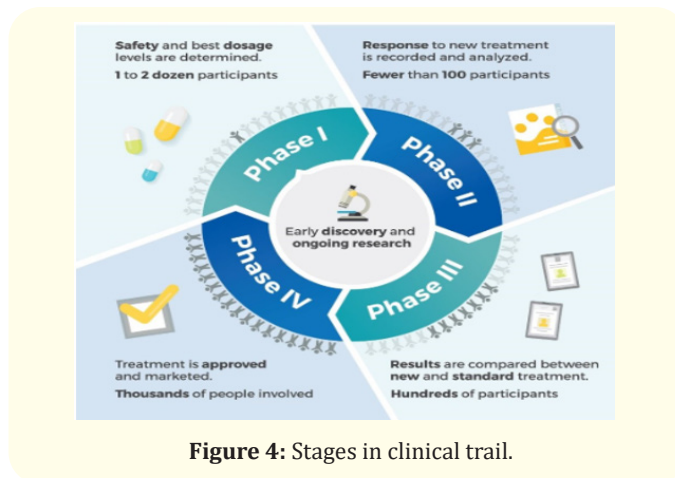 Safety and best dosage
levels are determined.
1 to 2 dozen participants
Response to new treatment
is recorded and analyzed.
Fewer than 100 participants
Phase I
Phase II
Early discovery and
ongoing research
Phase IV
Phase III
Treatment is approved
and marketed.
Thousands of people involved
Results are compared between
new and standard treatment.
Hundreds of participants
Figure 4: Stages in clinical trail.